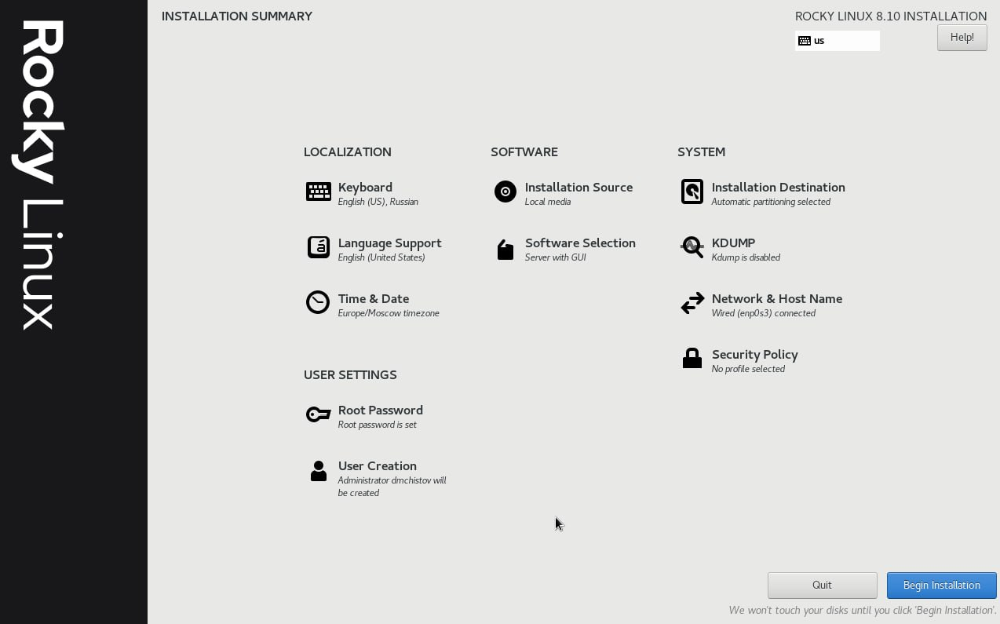 Rocky Linux
INSTALLATION SUMMARY
ROCKY LINUX 8.10 INSTALLATION
us
Help!
LOCALIZATION
Keyboard
English (US), Russian
Language Support
English (United States)
Time & Date
Europe/Moscow timezone
SOFTWARE
Installation Source
Local media
Software Selection
Server with GUI
SYSTEM
Installation Destination
Automatic partitioning selected
KDUMP
Kdump is disabled
Network & Host Name
Wired (enp0s3) connected
Security Policy
No profile selected
USER SETTINGS
Root Password
Root password is set
User Creation
Administrator dmchistov will
be created
Quit
Begin Installation
We won't touch your disks until you click 'Begin Installation'.